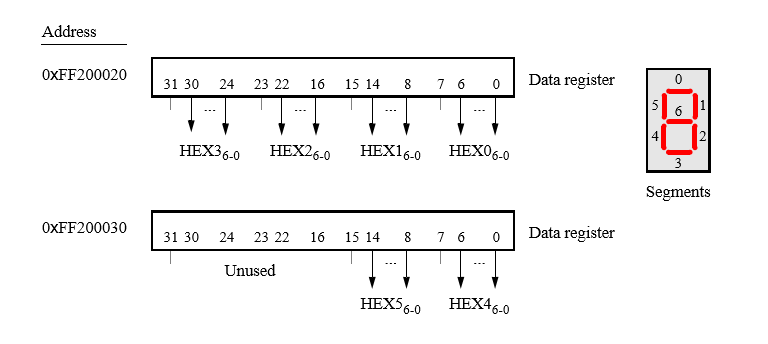 Address
0xFF200020
31 30 24 23 22 16 15 14 8 7 6 0
Data register
... ... ... ...
HEX36-0 HEX26-0 HEX16-0 HEX06-0
0
5 6 1
4 2
3
Segments
0xFF200030
31 30 24 23 22 16 15 14 8 7 6 0
Data register
Unused
... ...
HEX56-0 HEX46-0